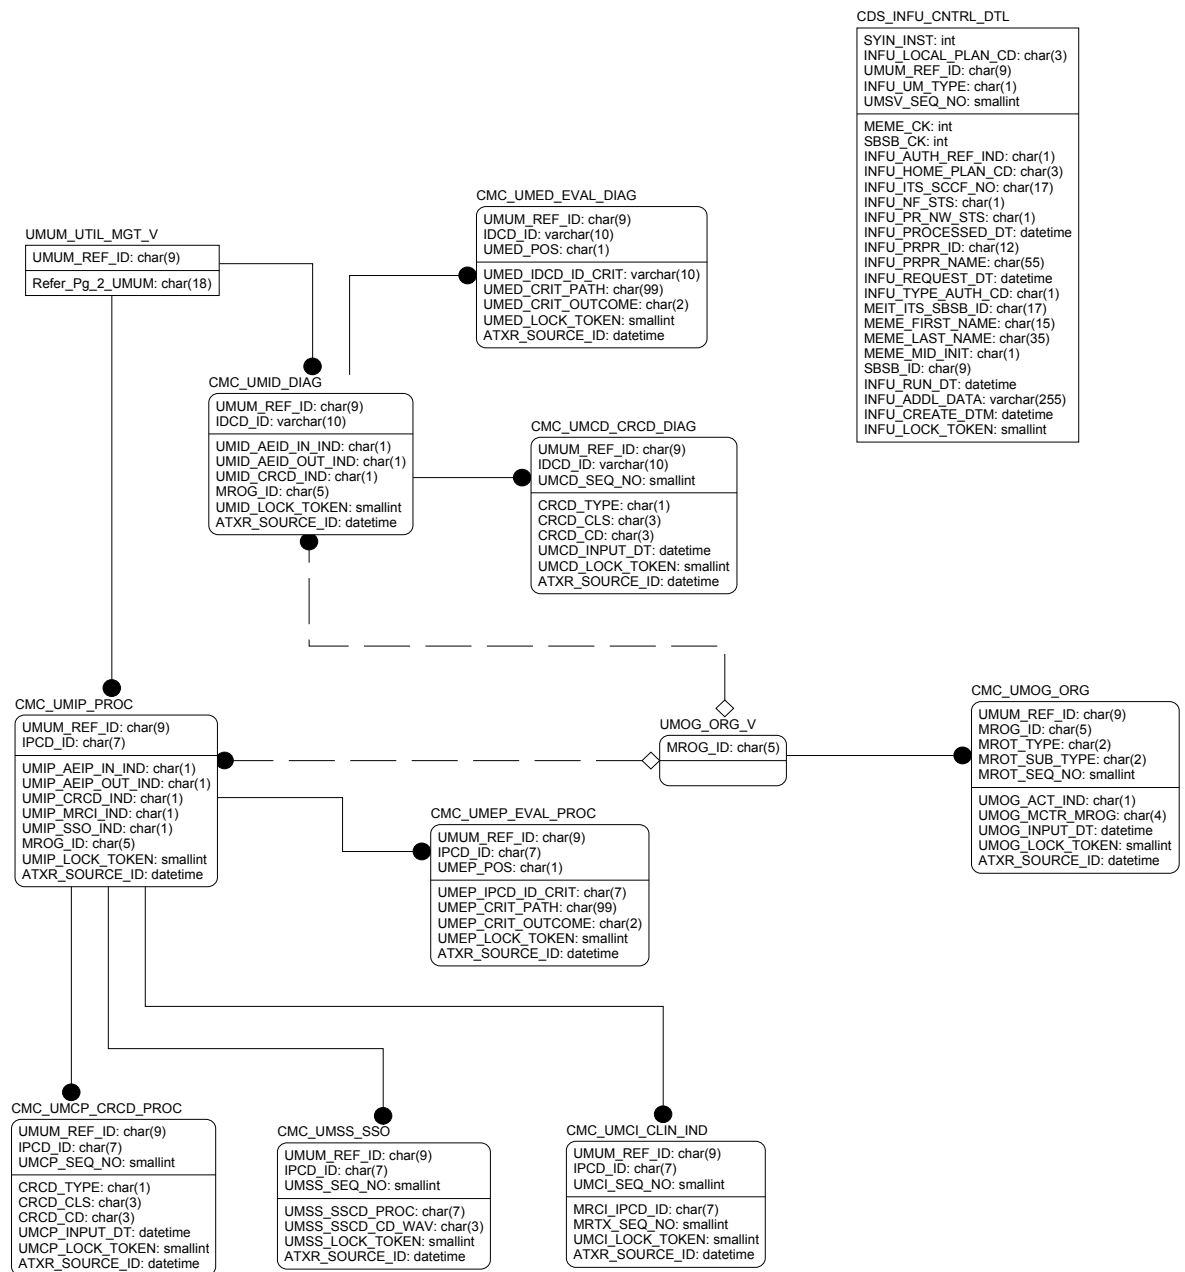 CDS_INFU_CNTRL_DTL
SYIN_INST: int
INFU_LOCAL_PLAN_CD: char(3)
UMUM_REF_ID: char(9)
INFU_UM_TYPE: char(1)
UMSV_SEQ_NO: smallint
MEME_CK: int
SBSB_CK: int
INFU_AUTH_REF_IND: char(1)
INFU_HOME_PLAN_CD: char(3)
INFU_ITS_SCCF_NO: char(17)
INFU_NF_STS: char(1)
INFU_PR_NW_STS: char(1)
INFU_PROCESSED_DT: datetime
INFU_PRPR_ID: char(12)
INFU_PRPR_NAME: char(55)
INFU_REQUEST_DT: datetime
INFU_TYPE_AUTH_CD: char(1)
MEIT_ITS_SBSB_ID: char(17)
MEME_FIRST_NAME: char(15)
MEME_LAST_NAME: char(35)
MEME_MID_INIT: char(1)
SBSB_ID: char(9)
INFU_RUN_DT: datetime
INFU_ADDL_DATA: varchar(255)
INFU_CREATE_DTM: datetime
INFU_LOCK_TOKEN: smallint
CMC_UMED_EVAL_DIAG
UMUM_REF_ID: char(9)
IDCD_ID: varchar(10)
UMED_POS: char(1)
UMED_IDCD_ID_CRIT: varchar(10)
UMED_CRIT_PATH: char(99)
UMED_CRIT_OUTCOME: char(2)
UMED_LOCK_TOKEN: smallint
ATXR_SOURCE_ID: datetime
UMUM_UTIL_MGT_V
UMUM_REF_ID: char(9)
Refer_Pg_2_UMUM: char(18)
CMC_UMID_DIAG
UMUM_REF_ID: char(9)
IDCD_ID: varchar(10)
UMID_AEID_IN_IND: char(1)
UMID_AEID_OUT_IND: char(1)
UMID_CRCD_IND: char(1)
MROG_ID: char(5)
UMID_LOCK_TOKEN: smallint
ATXR_SOURCE_ID: datetime
CMC_UMCD_CRCD_DIAG
UMUM_REF_ID: char(9)
IDCD_ID: varchar(10)
UMCD_SEQ_NO: smallint
CRCD_TYPE: char(1)
CRCD_CLS: char(3)
CRCD_CD: char(3)
UMCD_INPUT_DT: datetime
UMCD_LOCK_TOKEN: smallint
ATXR_SOURCE_ID: datetime
CMC_UMIP_PROC
UMUM_REF_ID: char(9)
IPCD_ID: char(7)
UMIP_AEIP_IN_IND: char(1)
UMIP_AEIP_OUT_IND: char(1)
UMIP_CRCD_IND: char(1)
UMIP_MRCI_IND: char(1)
UMIP_SSO_IND: char(1)
MROG_ID: char(5)
UMIP_LOCK_TOKEN: smallint
ATXR_SOURCE_ID: datetime
UMOG_ORG_V
MROG_ID: char(5)
CMC_UMOG_ORG
UMUM_REF_ID: char(9)
MROG_ID: char(5)
MROT_TYPE: char(2)
MROT_SUB_TYPE: char(2)
MROT_SEQ_NO: smallint
UMOG_ACT_IND: char(1)
UMOG_MCTR_MROG: char(4)
UMOG_INPUT_DT: datetime
UMOG_LOCK_TOKEN: smallint
ATXR_SOURCE_ID: datetime
CMC_UMEP_EVAL_PROC
UMUM_REF_ID: char(9)
IPCD_ID: char(7)
UMEP_POS: char(1)
UMEP_IPCD_ID_CRIT: char(7)
UMEP_CRIT_PATH: char(99)
UMEP_CRIT_OUTCOME: char(2)
UMEP_LOCK_TOKEN: smallint
ATXR_SOURCE_ID: datetime
CMC_UMCP_CRCD_PROC
UMUM_REF_ID: char(9)
IPCD_ID: char(7)
UMCP_SEQ_NO: smallint
CRCD_TYPE: char(1)
CRCD_CLS: char(3)
CRCD_CD: char(3)
UMCP_INPUT_DT: datetime
UMCP_LOCK_TOKEN: smallint
ATXR_SOURCE_ID: datetime
CMC_UMSS_SSO
UMUM_REF_ID: char(9)
IPCD_ID: char(7)
UMSS_SEQ_NO: smallint
UMSS_SSCD_PROC: char(7)
UMSS_SSCD_CD_WAV: char(3)
UMSS_LOCK_TOKEN: smallint
ATXR_SOURCE_ID: datetime
CMC_UMCI_CLIN_IND
UMUM_REF_ID: char(9)
IPCD_ID: char(7)
UMCI_SEQ_NO: smallint
MRCI_IPCD_ID: char(7)
MRTX_SEQ_NO: smallint
UMCI_LOCK_TOKEN: smallint
ATXR_SOURCE_ID: datetime